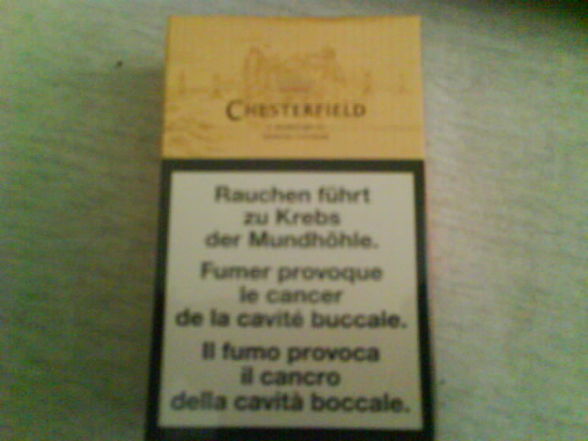 CHESTERFIELD
Rauchen führt
zu Krebs
der Mundhöhle.
Fumer provoque
le cancer
de la cavité buccale.
Il fumo provoca
il cancro
della cavità boccale.